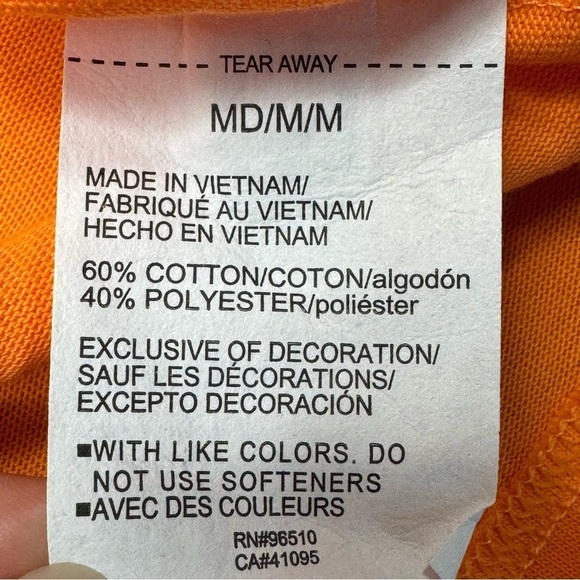 TEAR AWAY
MD/M/M
MADE IN VIETNAM/
FABRIQUÉ AU VIETNAM/
HECHO EN VIETNAM
60% COTTON/COTON/algodón
40% POLYESTER/poliéster
EXCLUSIVE OF DECORATION/
SAUF LES DÉCORATIONS/
EXCEPTO DECORACIÓN
■WITH LIKE COLORS. DO
NOT USE SOFTENERS
■AVEC DES COULEURS
RN#96510
CA#41095